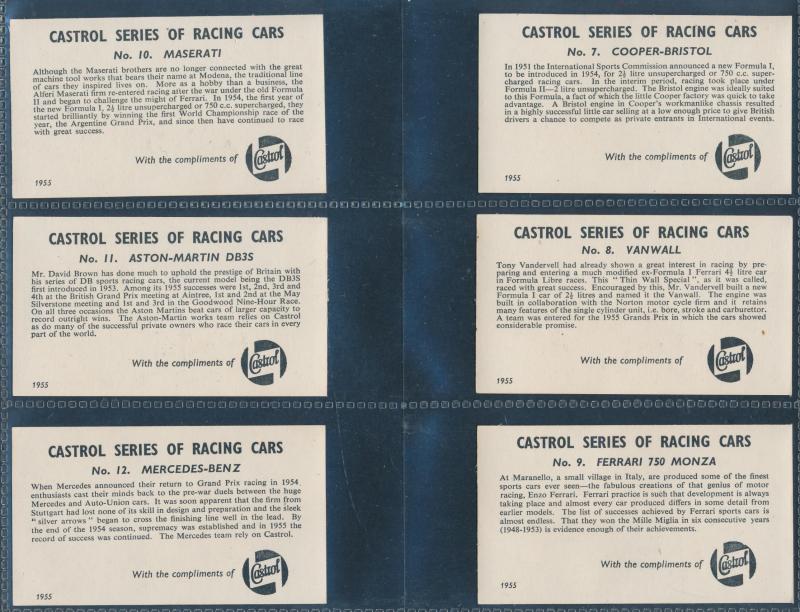 CASTROL SERIES OF RACING CARS
No. 10. MASERATI
Although the Maserati brothers are no longer connected with the great
machine tool works that bears their name at Modena, the traditional line
of cars they inspired lives on. More as a hobby than a business, the
Alfieri Maserati firm re-entered racing after the war under the old Formula
II and began to challenge the might of Ferrari. In 1954, the first year of
the new Formula I, 2½ litre unsupercharged or 750 c.c. supercharged, they
started brilliantly by winning the first World Championship race of the
year, the Argentine Grand Prix, and since then have continued to race
with great success.
With the compliments of Castrol
1955
CASTROL SERIES OF RACING CARS
No. 7. COOPER-BRISTOL
In 1951 the International Sports Commission announced a new Formula I,
to be introduced in 1954, for 2½ litre unsupercharged or 750 c.c. super-
charged racing cars. In the interim period, racing took place under
Formula II—2 litre unsupercharged. The Bristol engine was ideally suited
to this Formula, a fact of which the little Cooper factory was quick to take
advantage. A Bristol engine in Cooper's workmanlike chassis resulted
in a highly successful little car selling at a low enough price to give British
drivers a chance to compete as private entrants in International events.
With the compliments of Castrol
1955
CASTROL SERIES OF RACING CARS
No. 11. ASTON-MARTIN DB3S
Mr. David Brown has done much to uphold the prestige of Britain with
his series of DB sports racing cars, the current model being the DB3S
first introduced in 1953. Among its 1955 successes were 1st, 2nd, 3rd and
4th at the British Grand Prix meeting at Aintree, 1st and 2nd at the May
Silverstone meeting and 1st and 3rd in the Goodwood Nine-Hour Race.
On all three occasions the Aston Martins beat cars of larger capacity to
record outright wins. The Aston-Martin works team relies on Castrol
as do many of the successful private owners who race their cars in every
part of the world.
With the compliments of Castrol
1955
CASTROL SERIES OF RACING CARS
No. 8. VANWALL
Tony Vandervell had already shown a great interest in racing by pre-
paring and entering a much modified ex-Formula I Ferrari 4½ litre car
in Formula Libre races. This "Thin Wall Special", as it was called,
raced with great success. Encouraged by this, Mr. Vandervell built a new
Formula I car of 2½ litres and named it the Vanwall. The engine was
built in collaboration with the Norton motor cycle firm and it retains
many features of the single cylinder unit, i.e. bore, stroke and carburettor.
A team was entered for the 1955 Grands Prix in which the cars showed
considerable promise.
With the compliments of Castrol
1955
CASTROL SERIES OF RACING CARS
No. 12. MERCEDES-BENZ
When Mercedes announced their return to Grand Prix racing in 1954
enthusiasts cast their minds back to the pre-war duels between the huge
Mercedes and Auto-Union cars. It was soon apparent that the firm from
Stuttgart had lost none of its skill in design and preparation and the sleek
"silver arrows" began to cross the finishing line well in the lead. By
the end of the 1954 season, supremacy was established and in 1955 the
record of success was continued. The Mercedes team rely on Castrol.
With the compliments of Castrol
1955
CASTROL SERIES OF RACING CARS
No. 9. FERRARI 750 MONZA
At Maranello, a small village in Italy, are produced some of the finest
sports cars ever seen—the fabulous creations of that genius of motor
racing, Enzo Ferrari. Ferrari practice is such that development is always
taking place and almost every car produced differs in some detail from
earlier models. The list of successes achieved by Ferrari sports cars is
almost endless. That they won the Mille Miglia in six consecutive years
(1948-1953) is evidence enough of their achievements.
With the compliments of Castrol
1955